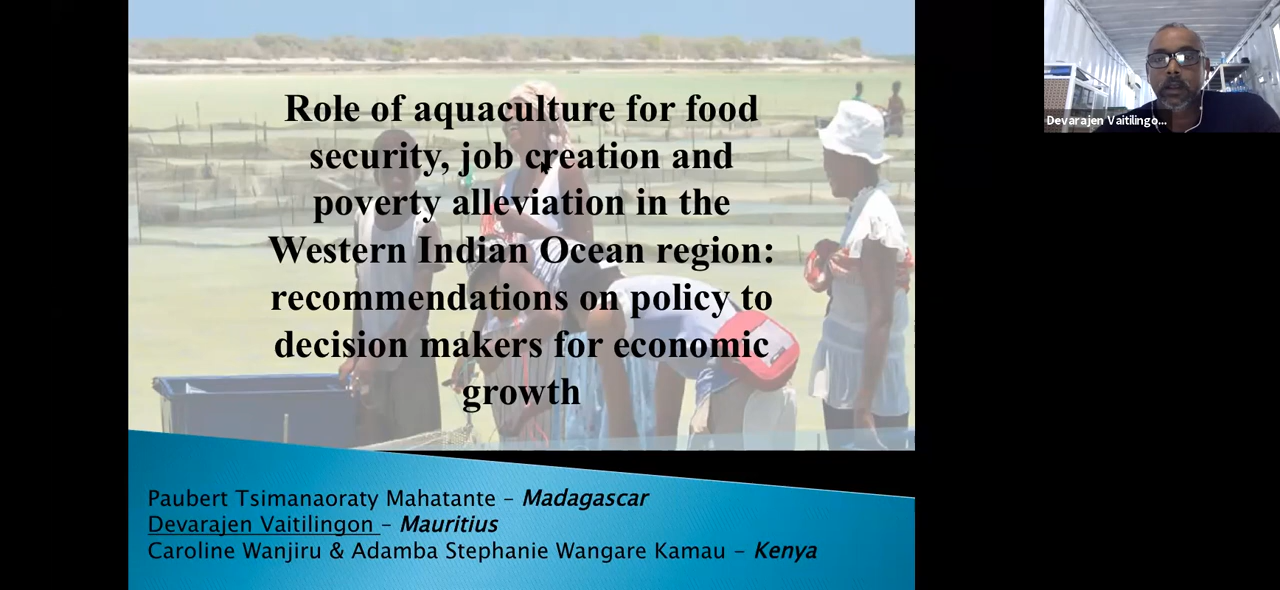 Role of aquaculture for food
security, job creation and
poverty alleviation in the
Western Indian Ocean region:
recommendations on policy to
decision makers for economic
growth
Paubert Tsimanaoraty Mahatante – Madagascar
Devarajen Vaitilingon – Mauritius
Caroline Wanjiru & Adamba Stephanie Wangare Kamau – Kenya
Devarajen Vaitilingo...